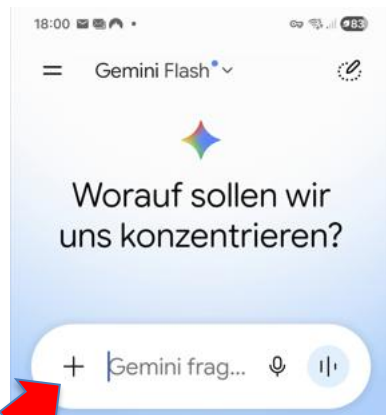 18:00 83
Gemini Flash
Worauf sollen wir
uns konzentrieren?
Gemini frag...